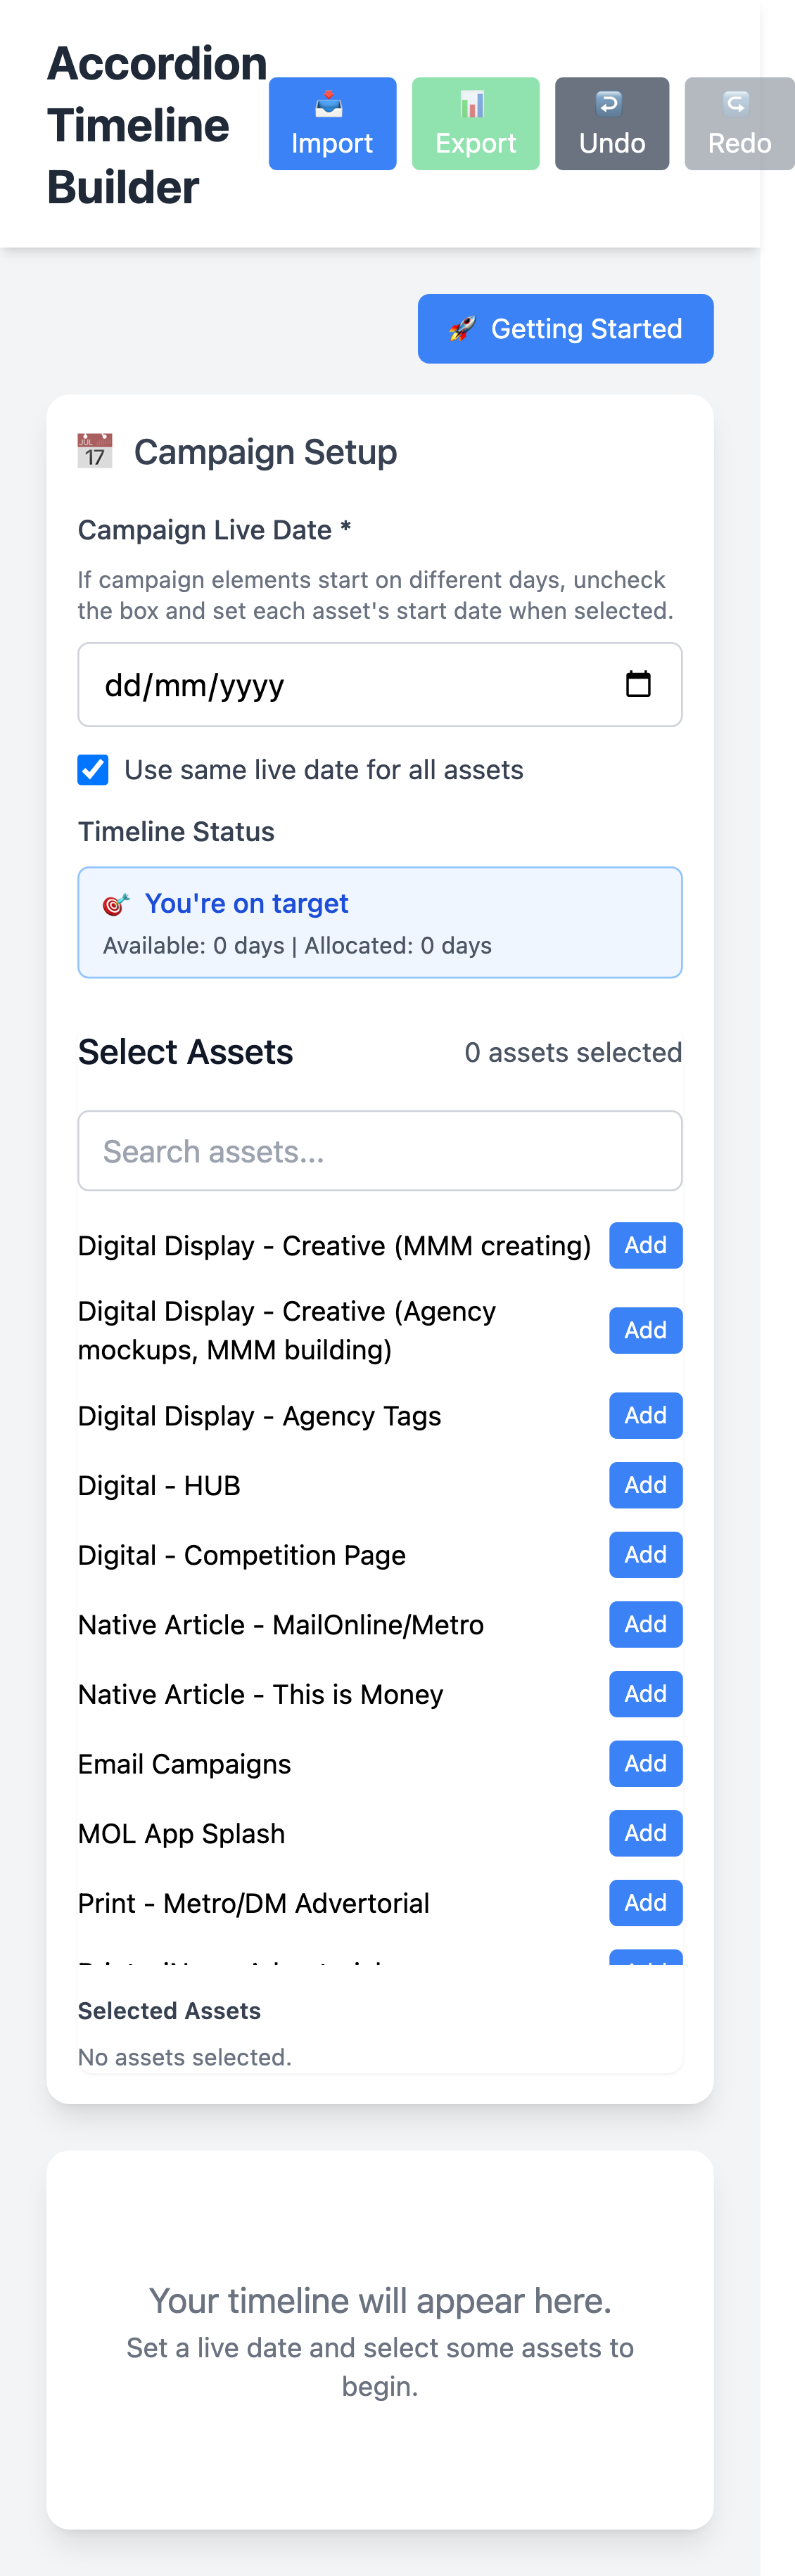 Accordion
Timeline
Builder
Import
Export
Undo
Redo
Getting Started
JUL
17
Campaign Setup
Campaign Live Date *
If campaign elements start on different days, uncheck
the box and set each asset's start date when selected.
dd/mm/yyyy
Use same live date for all assets
Timeline Status
You're on target
Available: 0 days | Allocated: 0 days
Select Assets
0 assets selected
Search assets...
Digital Display - Creative (MMM creating)
Add
Digital Display - Creative (Agency
mockups, MMM building)
Add
Digital Display - Agency Tags
Add
Digital - HUB
Add
Digital - Competition Page
Add
Native Article - MailOnline/Metro
Add
Native Article - This is Money
Add
Email Campaigns
Add
MOL App Splash
Add
Print - Metro/DM Advertorial
Add
Selected Assets
No assets selected.
Your timeline will appear here.
Set a live date and select some assets to
begin.